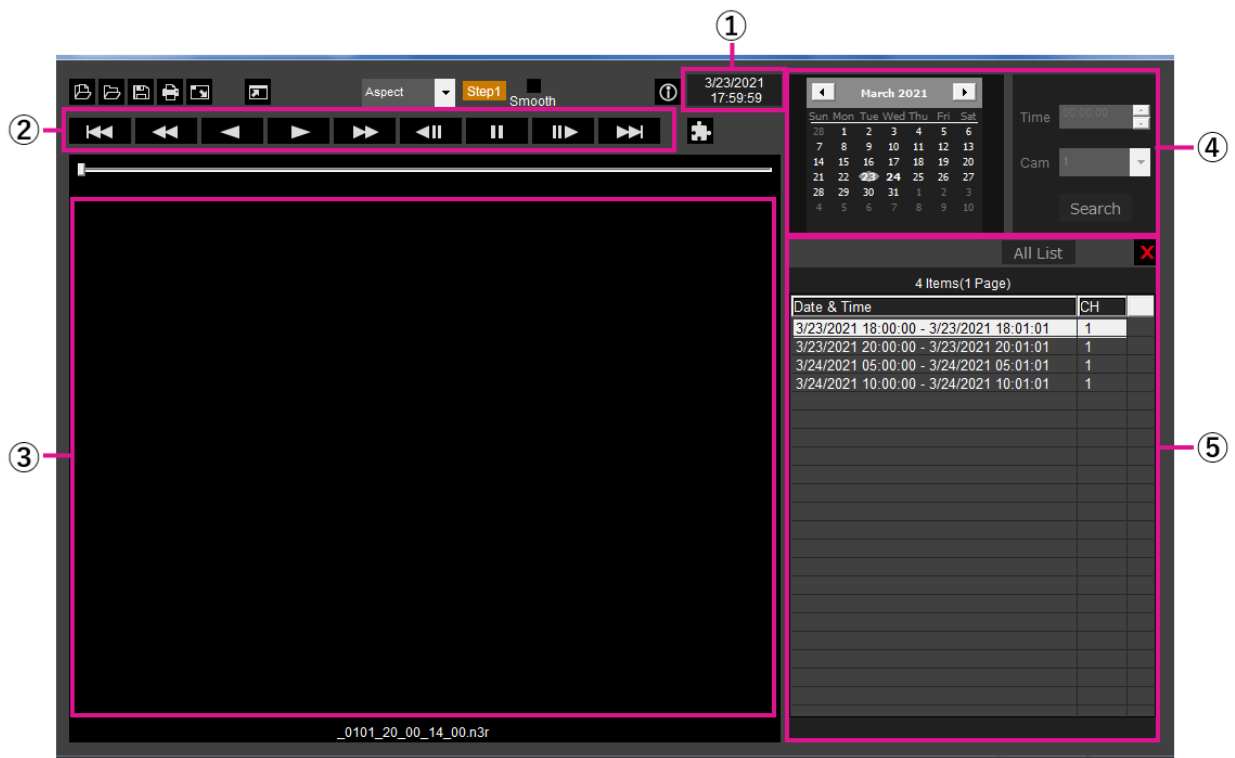 ①
Aspect
Step1
Smooth
3/23/2021
17:59:59
②
March 2021
Sun Mon Tue Wed Thu Fri Sat
28 1 2 3 4 5 6
7 8 9 10 11 12 13
14 15 16 17 18 19 20
21 22 23 24 25 26 27
28 29 30 31 1 2 3
4 5 6 7 8 9 10
Time 00:00:00
Cam 1
Search
④
All List
X
4 Items(1 Page)
Date & Time CH
3/23/2021 18:00:00 - 3/23/2021 18:01:01 1
3/23/2021 20:00:00 - 3/23/2021 20:01:01 1
3/24/2021 05:00:00 - 3/24/2021 05:01:01 1
3/24/2021 10:00:00 - 3/24/2021 10:01:01 1
③
⑤
_0101_20_00_14_00.n3r